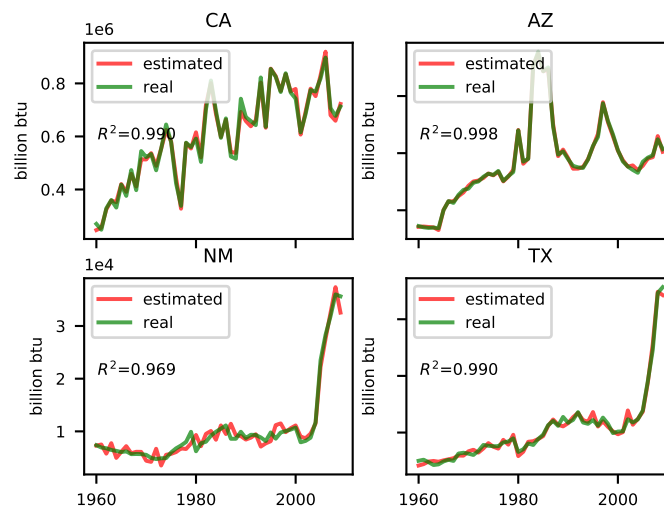 CA
1e6
billion btu
0.8
0.6
0.4
estimated
real
R²=0.990
AZ
billion btu
estimated
real
R²=0.998
NM
1e4
billion btu
3
2
1
estimated
real
R²=0.969
1960
1980
2000
TX
billion btu
estimated
real
R²=0.990
1960
1980
2000